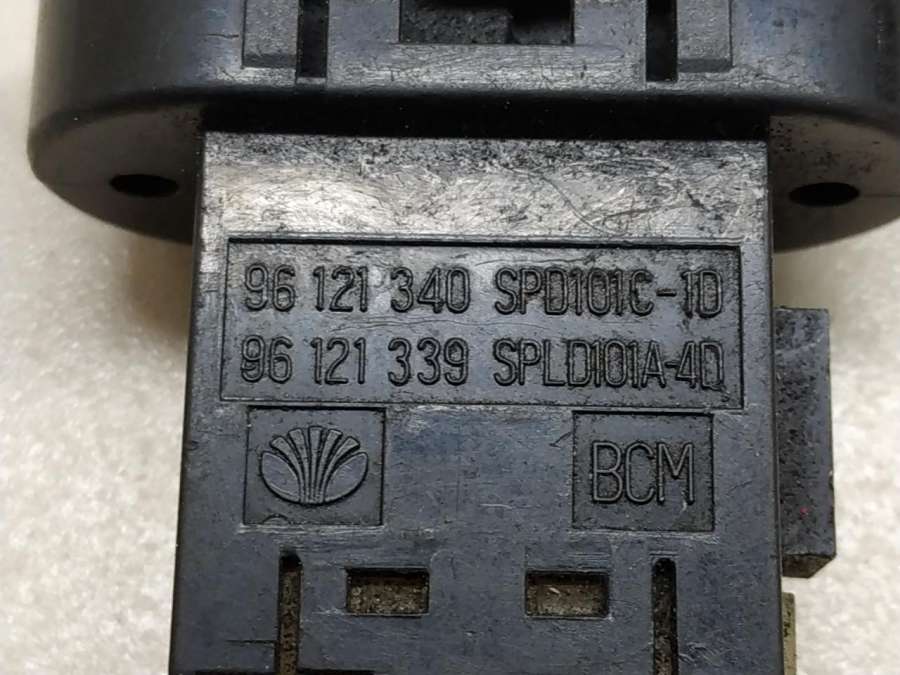 96 121 340 SPD101C-1D
96 121 339 SPLD101A-4D
BCM